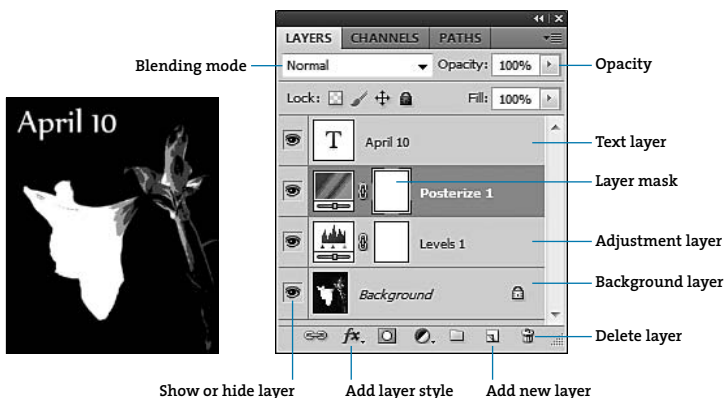 LAYERS CHANNELS PATHS
Blending mode
Normal Opacity: 100%
Opacity
Lock: Fill: 100%
April 10
T April 10
Text layer
Layer mask
Posterize 1
Levels 1
Adjustment layer
Background
Background layer
fx.
Delete layer
Show or hide layer Add layer style Add new layer